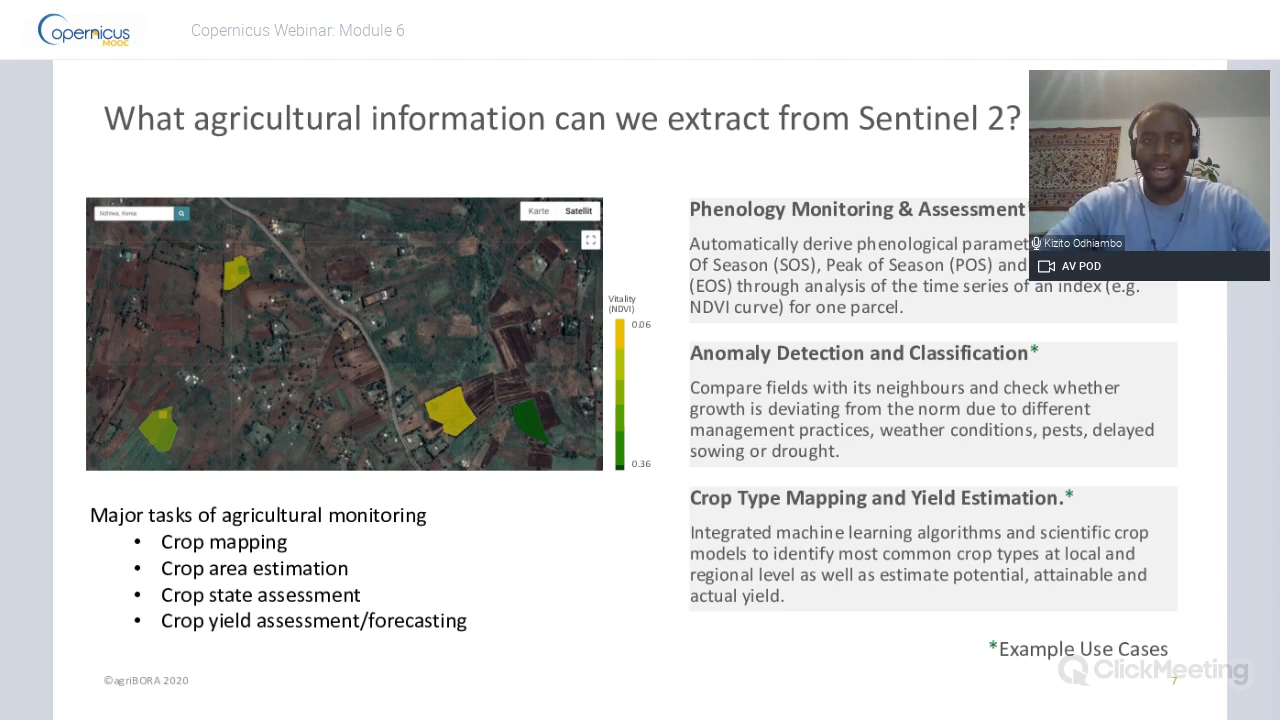 Copernicus
MOOC
Copernicus Webinar: Module 6
What agricultural information can we extract from Sentinel 2?
Ndhiwa, Kenia
Karte Satellit
Vitality
(NDVI)
0.06
0.36
Phenology Monitoring & Assessment
Automatically derive phenological
Of Season (SOS), Peak of Season (POS) and
(EOS) through analysis of the time series of an index (e.g.
NDVI curve) for one parcel.
Kizito Odhiambo
AV POD
Anomaly Detection and Classification*
Compare fields with its neighbours and check whether
growth is deviating from the norm due to different
management practices, weather conditions, pests, delayed
sowing or drought.
Crop Type Mapping and Yield Estimation.*
Integrated machine learning algorithms and scientific crop
models to identify most common crop types at local and
regional level as well as estimate potential, attainable and
actual yield.
Major tasks of agricultural monitoring
• Crop mapping
• Crop area estimation
• Crop state assessment
• Crop yield assessment/forecasting
*Example Use Cases
ClickMeeting
©agriBORA 2020
7